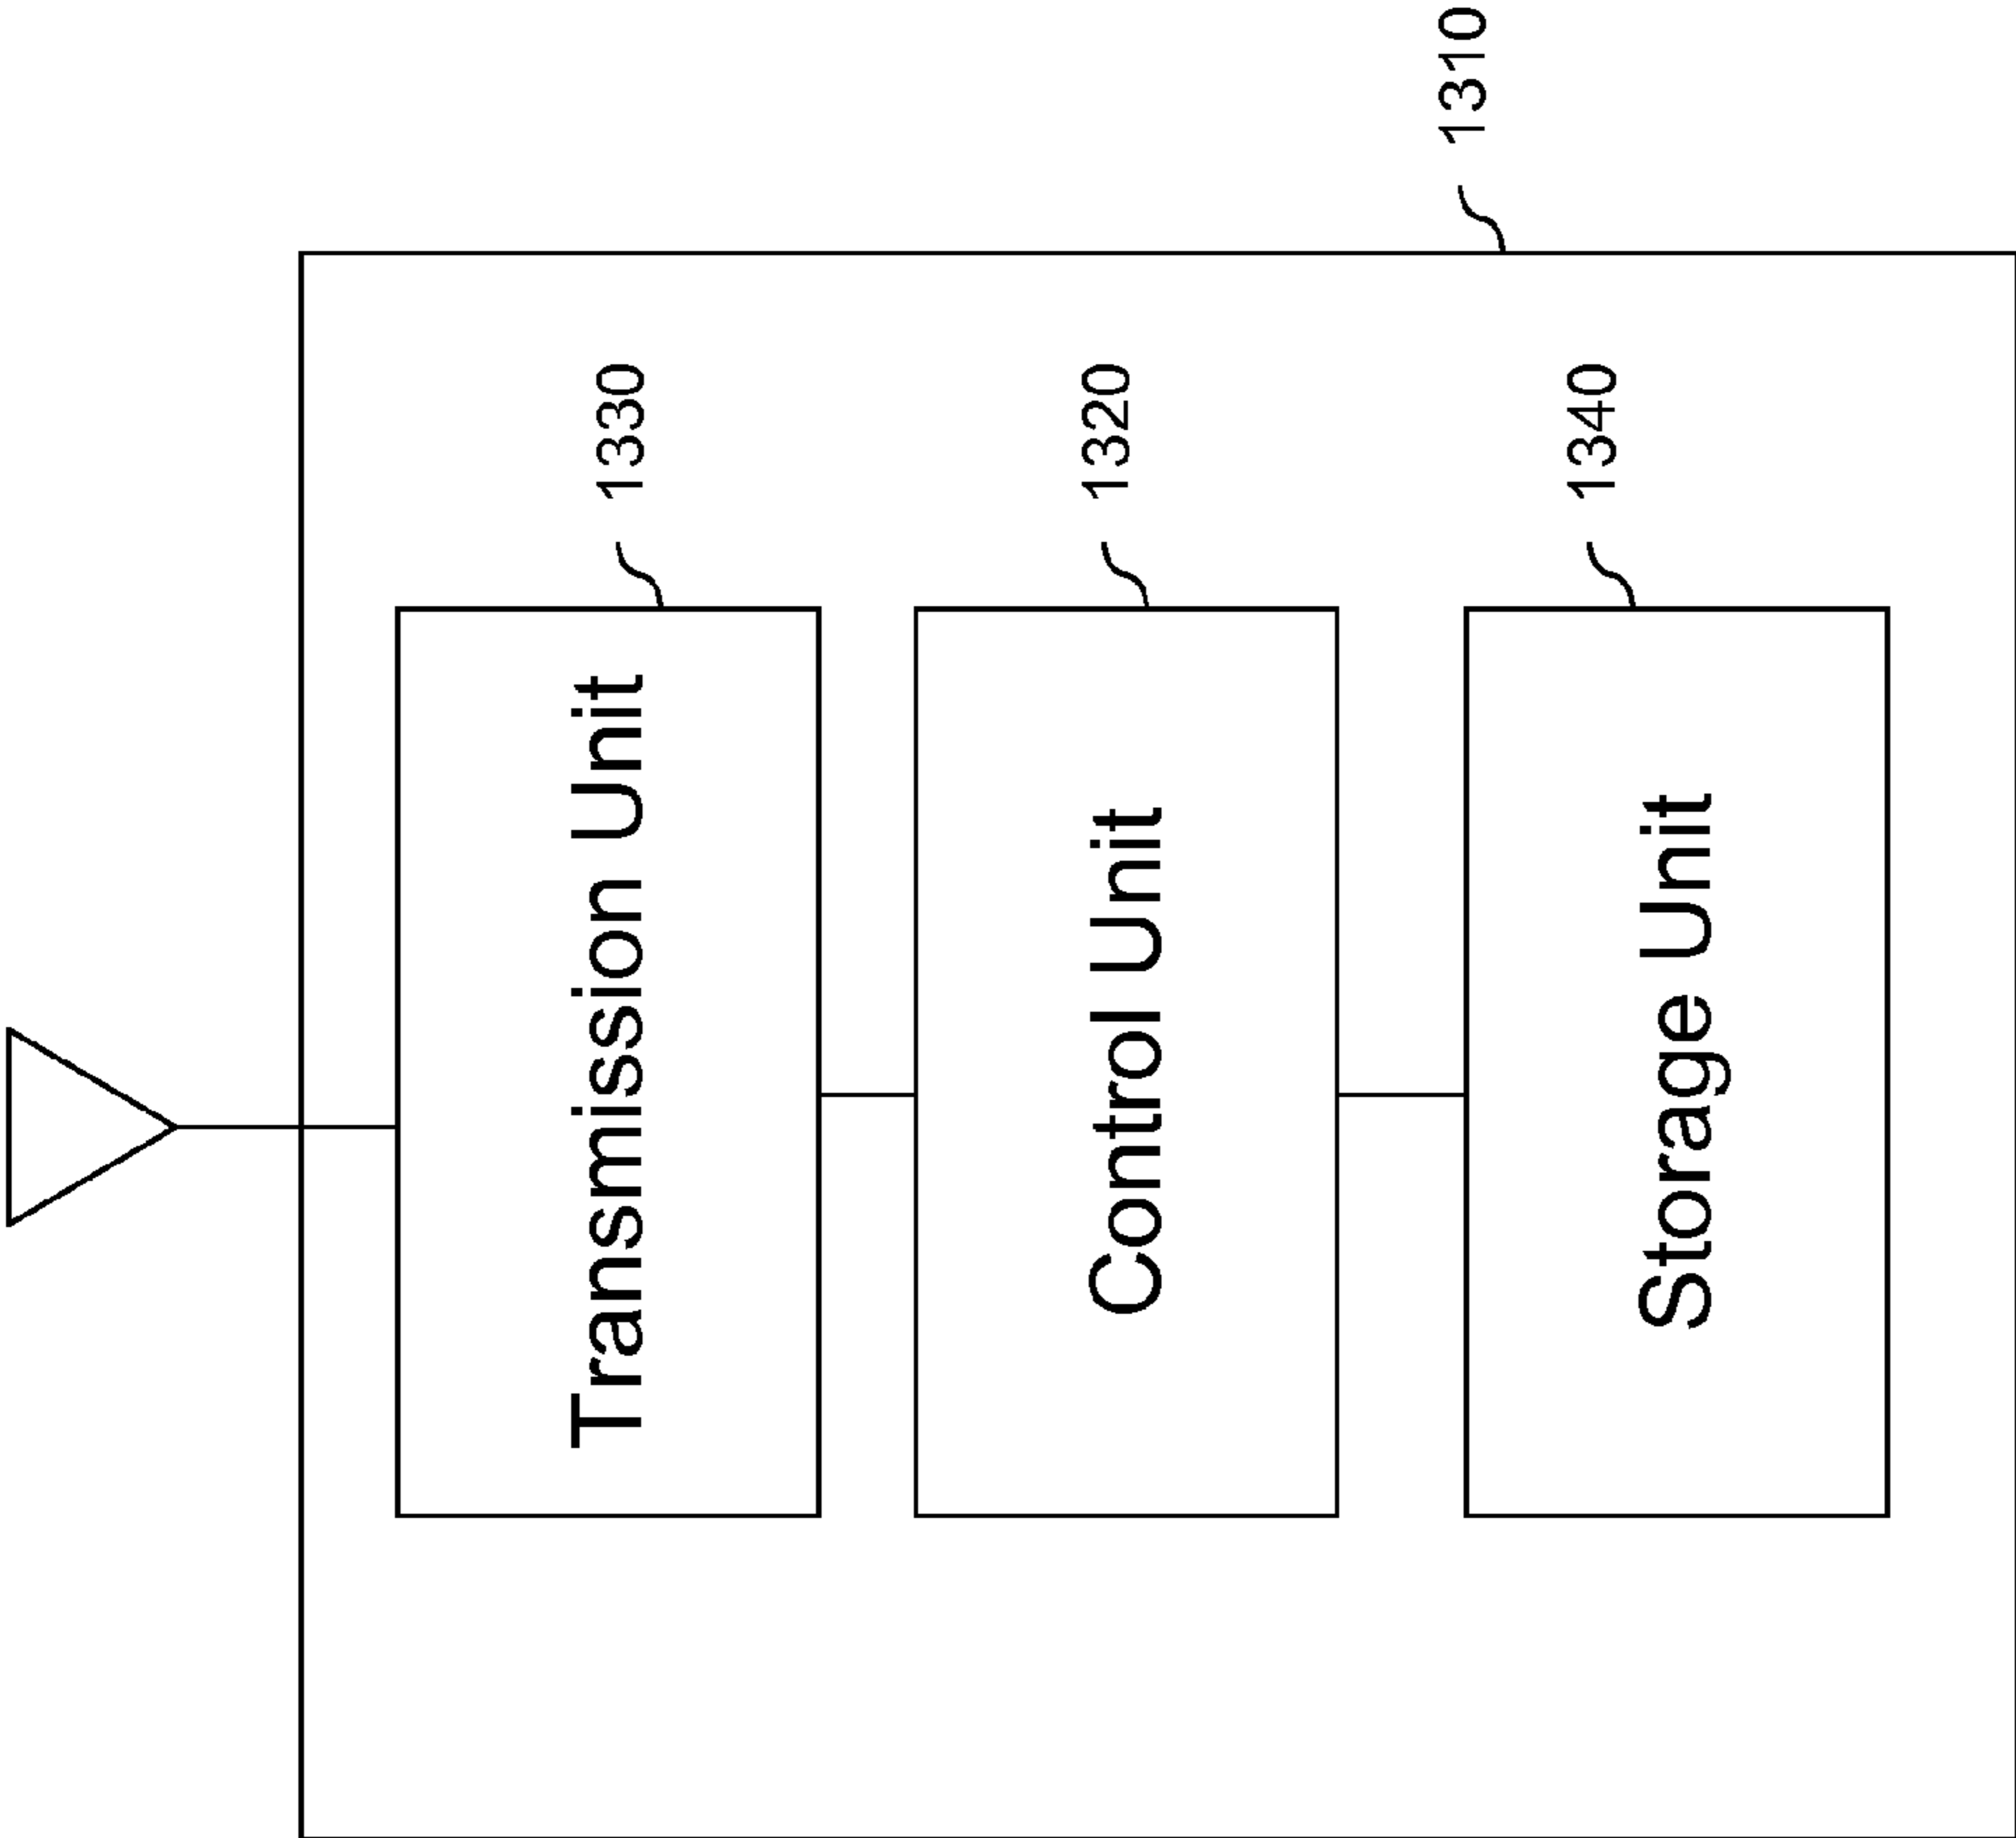 1310
1330
Transmission Unit
1320
Control Unit
1340
Storage Unit